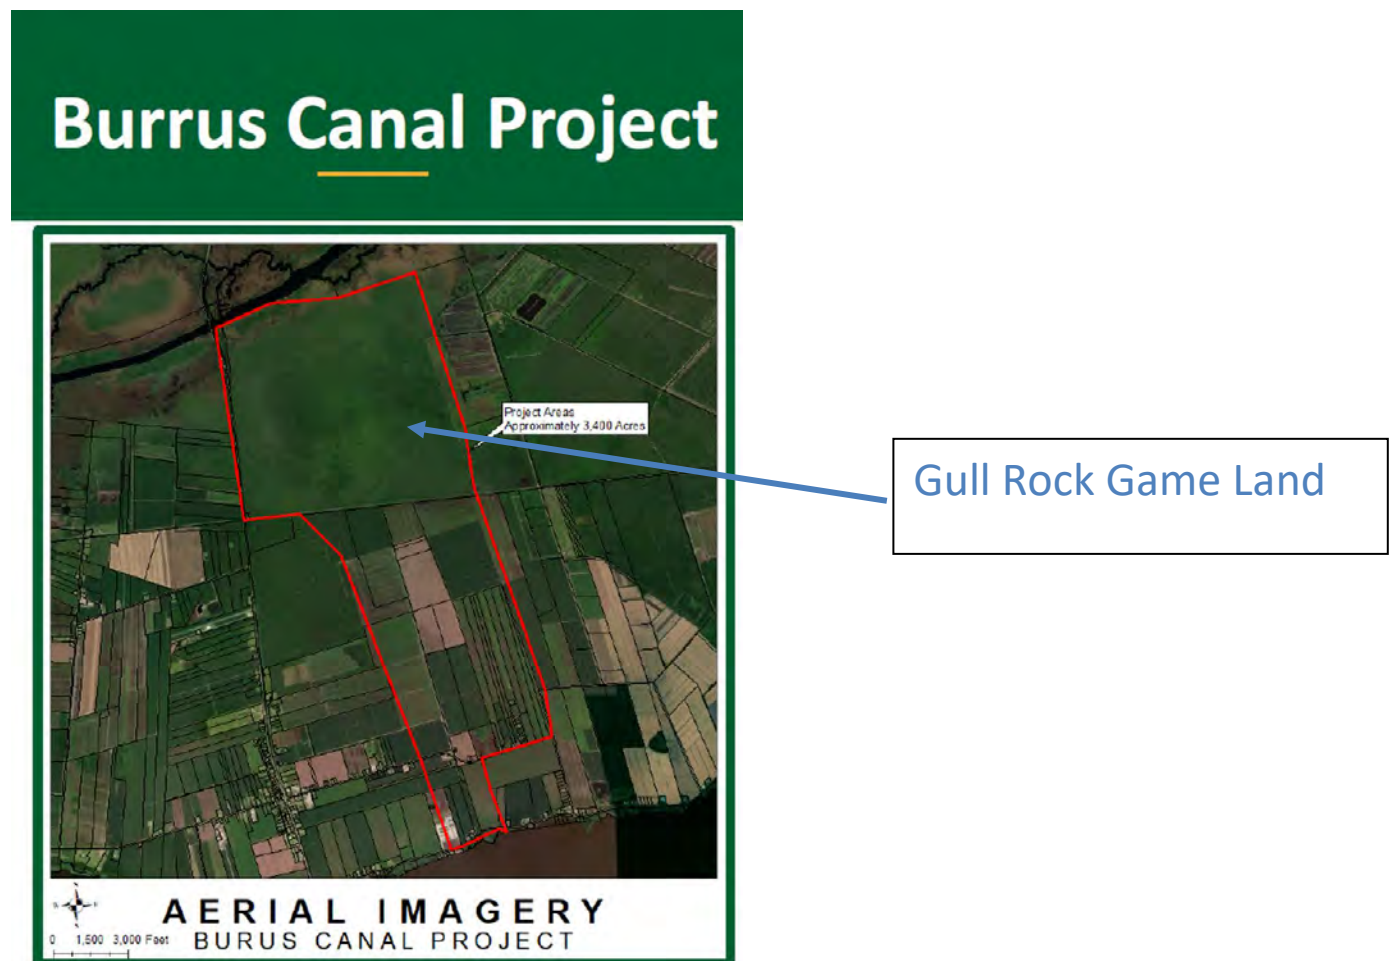 Burrus Canal Project
Project Areas
Approximately 3,400 Acres
Gull Rock Game Land
AERIAL IMAGERY
BURUS CANAL PROJECT
0 1,500 3,000 Feet